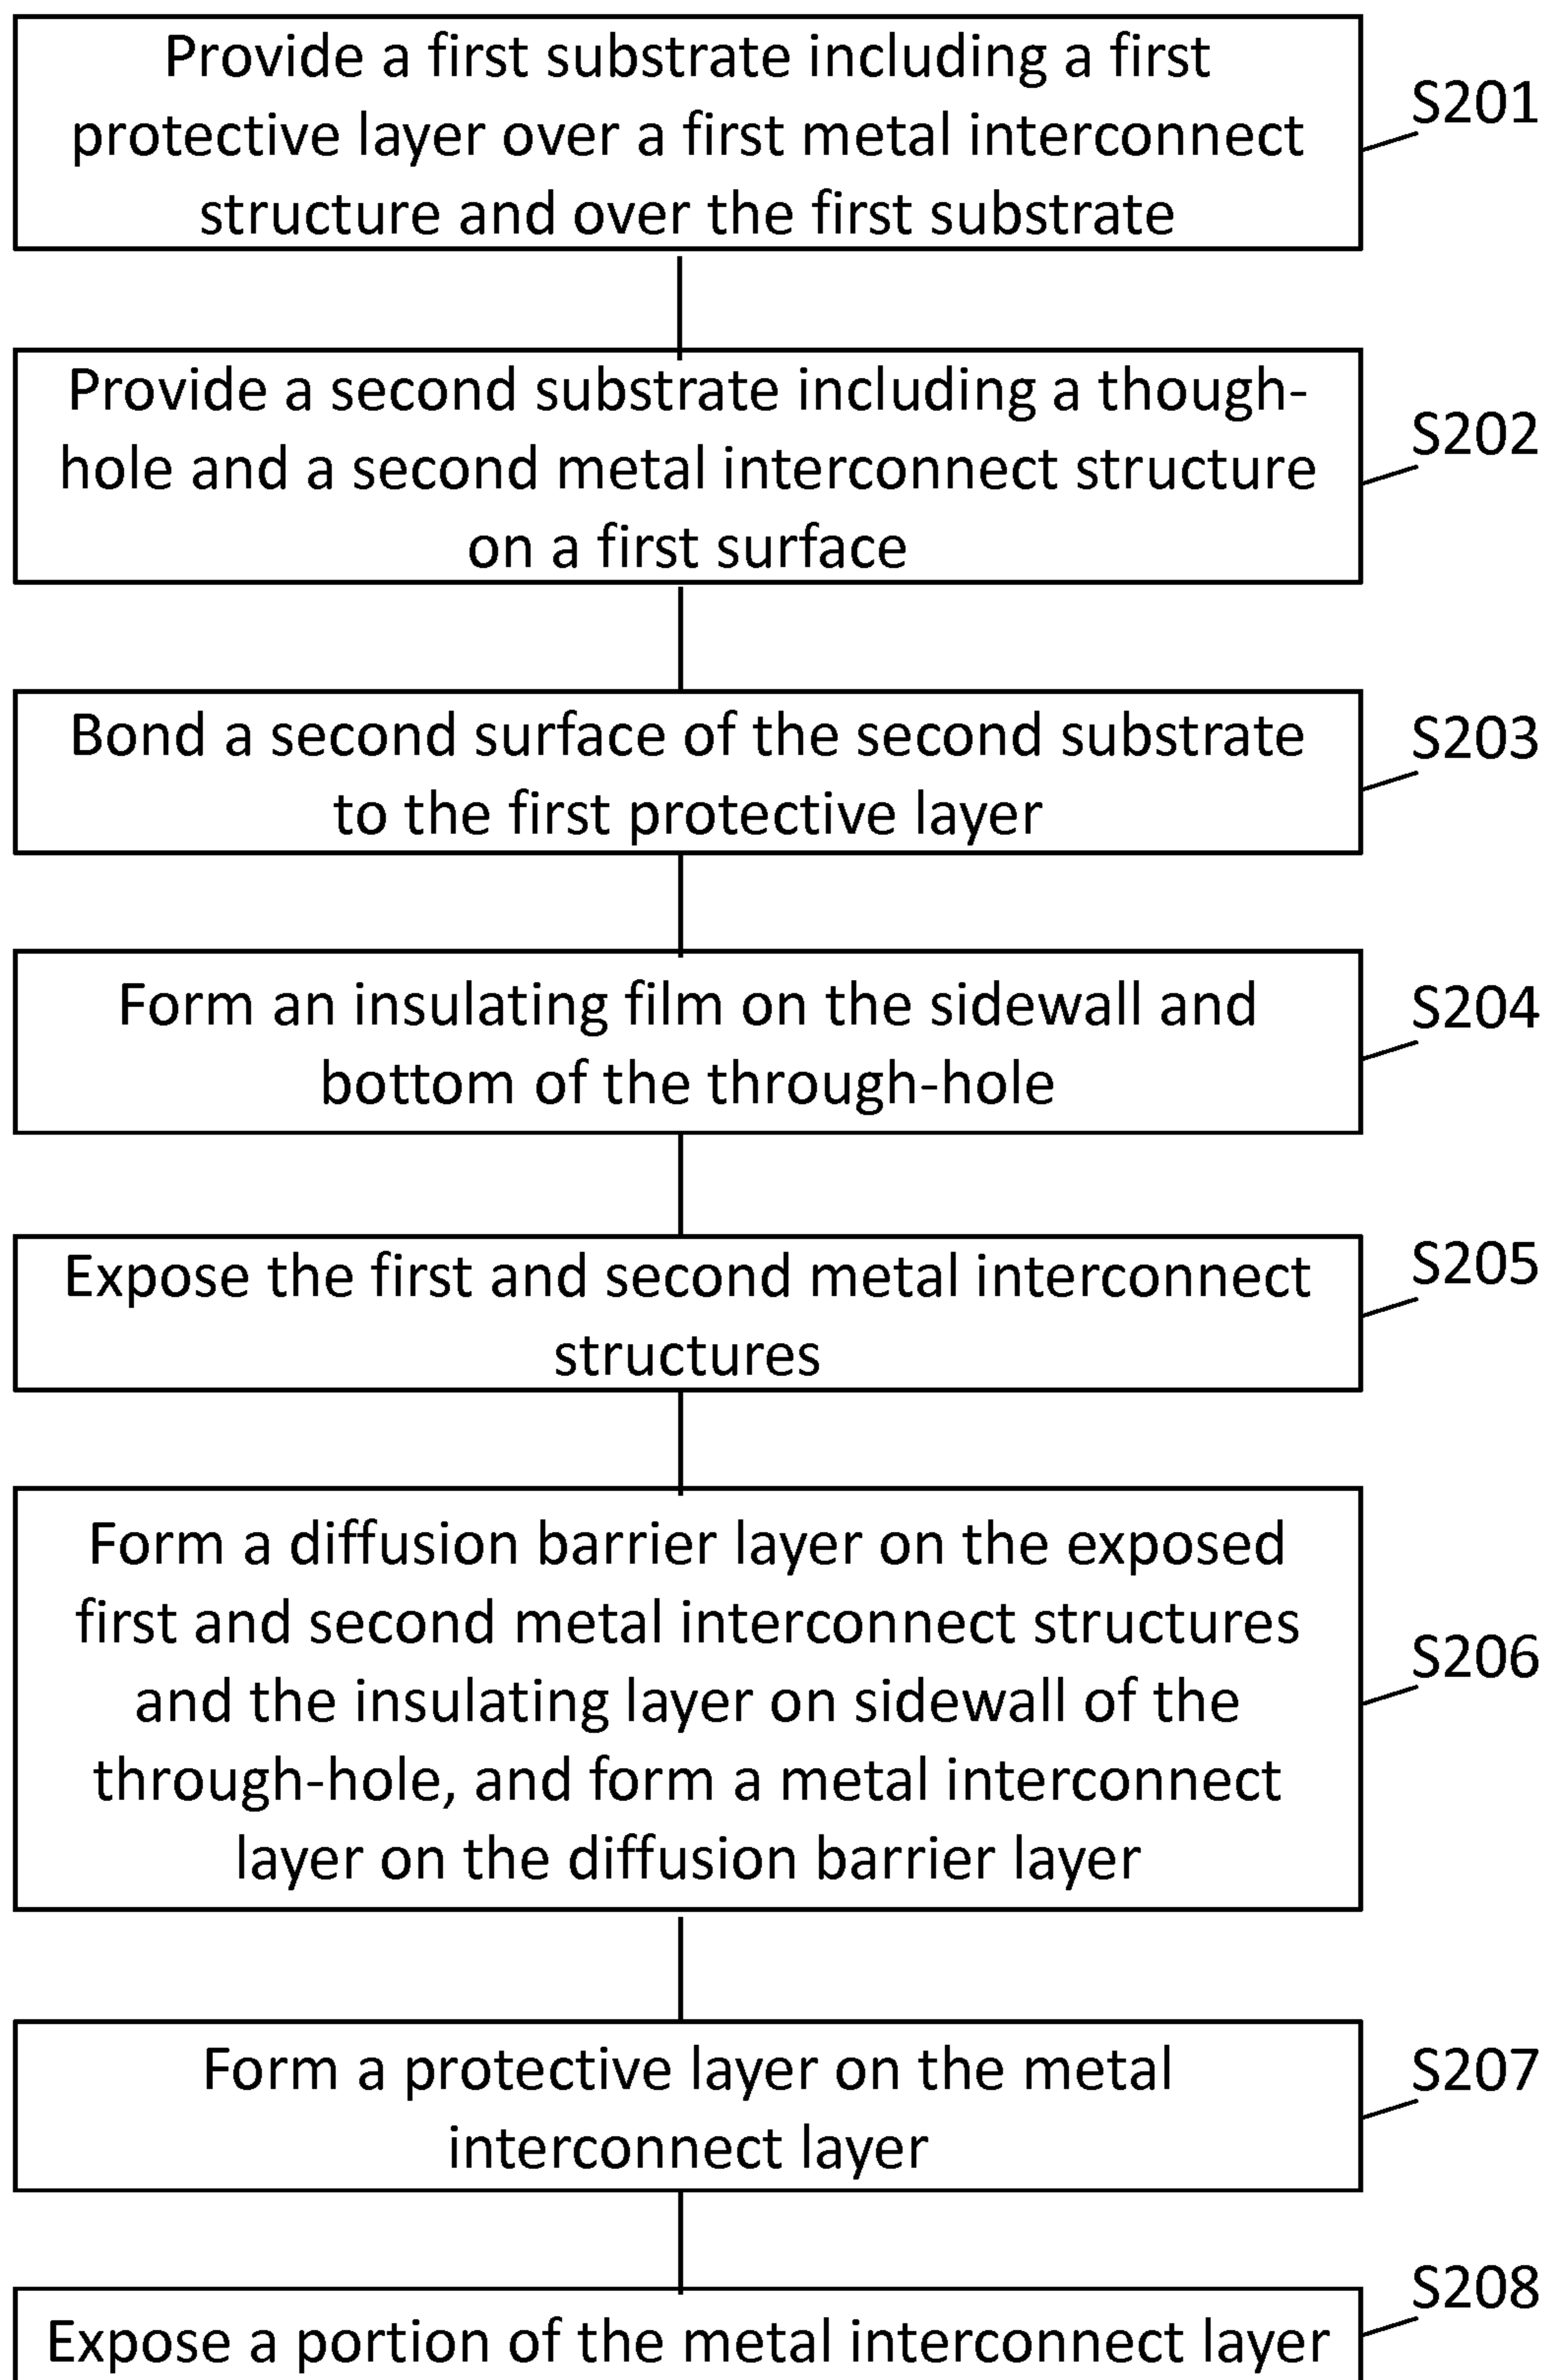 Provide a first substrate including a first
protective layer over a first metal interconnect
structure and over the first substrate
S201
Provide a second substrate including a though-
hole and a second metal interconnect structure
on a first surface
S202
Bond a second surface of the second substrate
to the first protective layer
S203
Form an insulating film on the sidewall and
bottom of the through-hole
S204
Expose the first and second metal interconnect
structures
S205
Form a diffusion barrier layer on the exposed
first and second metal interconnect structures
and the insulating layer on sidewall of the
through-hole, and form a metal interconnect
layer on the diffusion barrier layer
S206
Form a protective layer on the metal
interconnect layer
S207
Expose a portion of the metal interconnect layer
S208